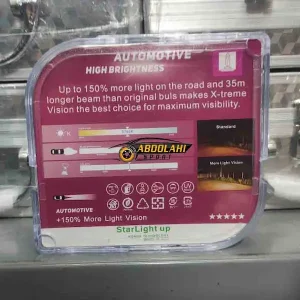 AUTOMOTIVE
HIGH BRIGHTNESS
Up to 150% more light on the road and 35m
longer beam than original buls makes X-treme
Vision the best choice for maximum visibility.
Standard
ABDOLAHI
SPORT
More Light Vision
UV
AUTOMOTIVE
+150% More Light Vision
StarLight up